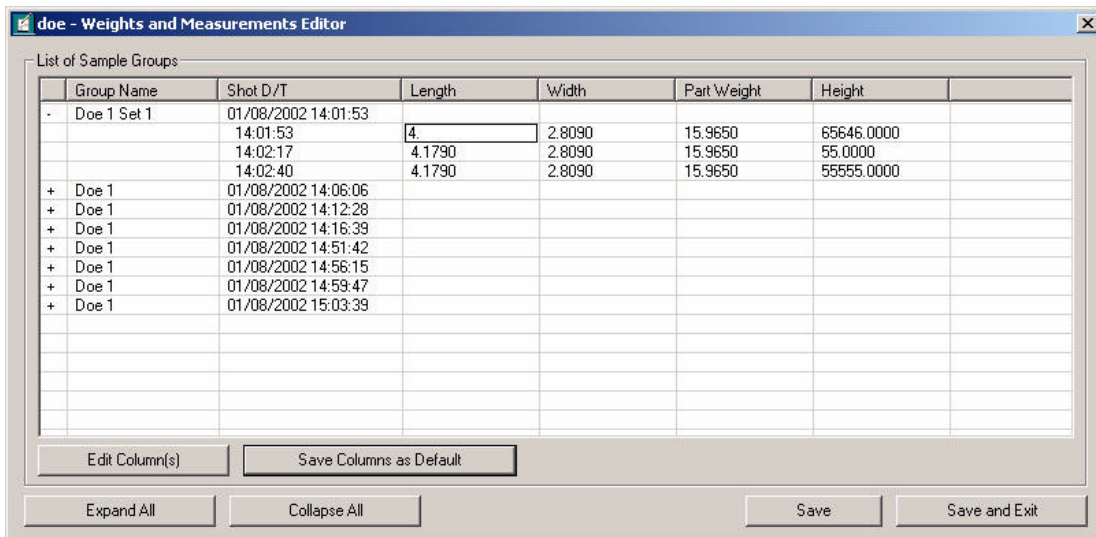 doe - Weights and Measurements Editor
List of Sample Groups
Group Name Shot D/T Length Width Part Weight Height
- Doe 1 Set 1 01/08/2002 14:01:53
14:01:53 4. 2.8090 15.9650 65646.0000
14:02:17 4.1790 2.8090 15.9650 55.0000
14:02:40 4.1790 2.8090 15.9650 55555.0000
+ Doe 1 01/08/2002 14:06:06
+ Doe 1 01/08/2002 14:12:28
+ Doe 1 01/08/2002 14:16:39
+ Doe 1 01/08/2002 14:51:42
+ Doe 1 01/08/2002 14:56:15
+ Doe 1 01/08/2002 14:59:47
+ Doe 1 01/08/2002 15:03:39
Edit Column(s) Save Columns as Default
Expand All Collapse All Save Save and Exit